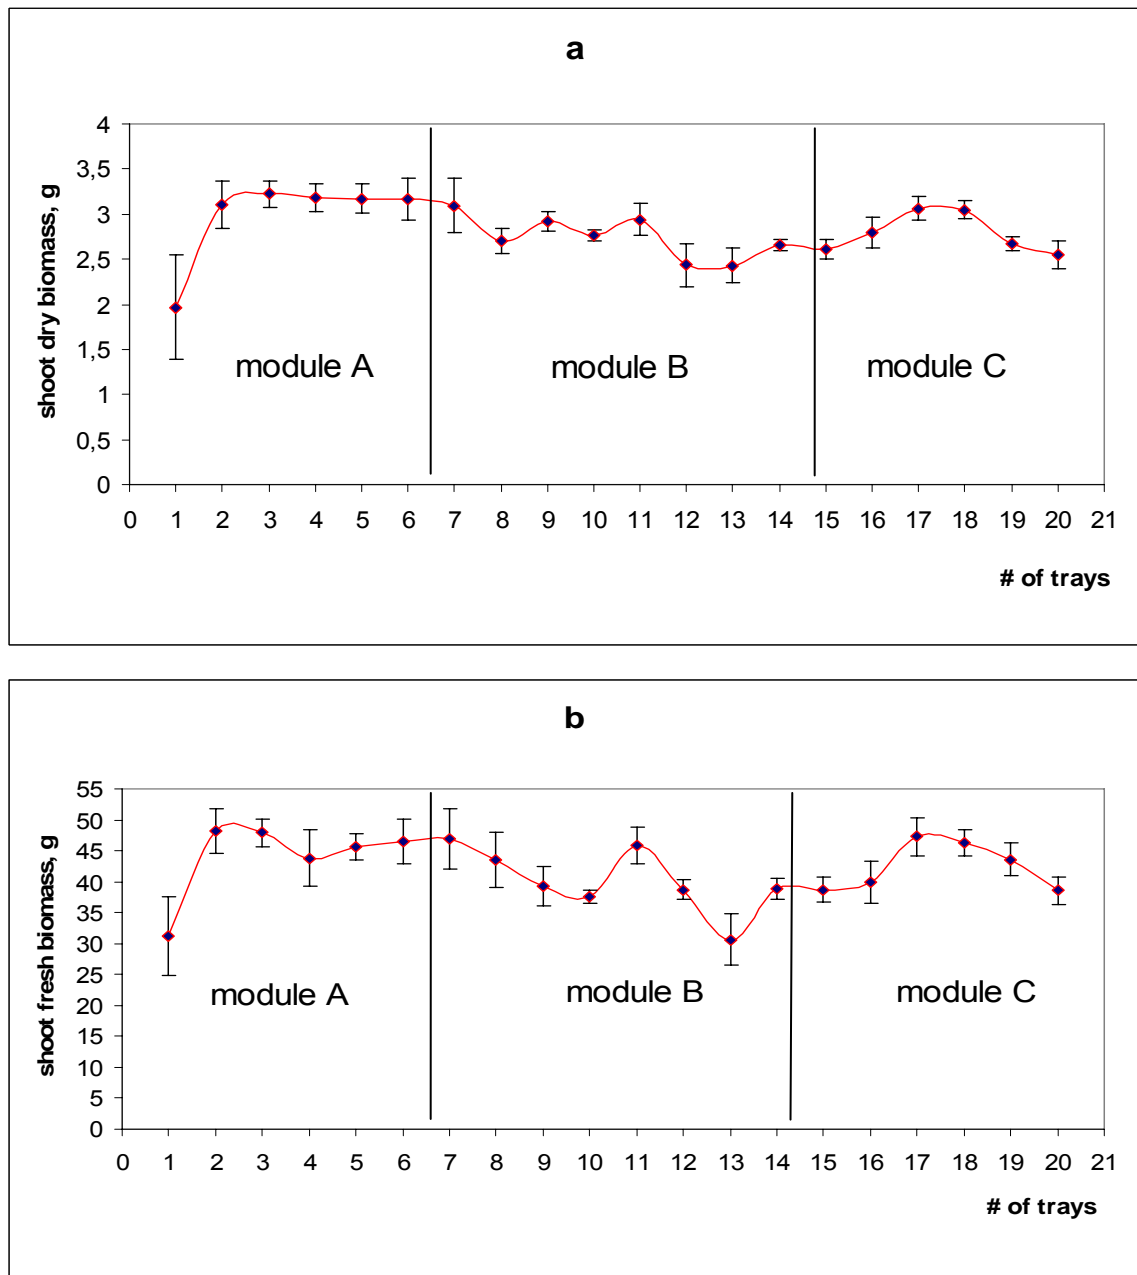 a
4
3,5
3
2,5
2
1,5
1
0,5
0
shoot dry biomass, g
module A
module B
module C
0 1 2 3 4 5 6 7 8 9 10 11 12 13 14 15 16 17 18 19 20 21
# of trays
b
55
50
45
40
35
30
25
20
15
10
5
0
shoot fresh biomass, g
module A
module B
module C
0 1 2 3 4 5 6 7 8 9 10 11 12 13 14 15 16 17 18 19 20 21
# of trays